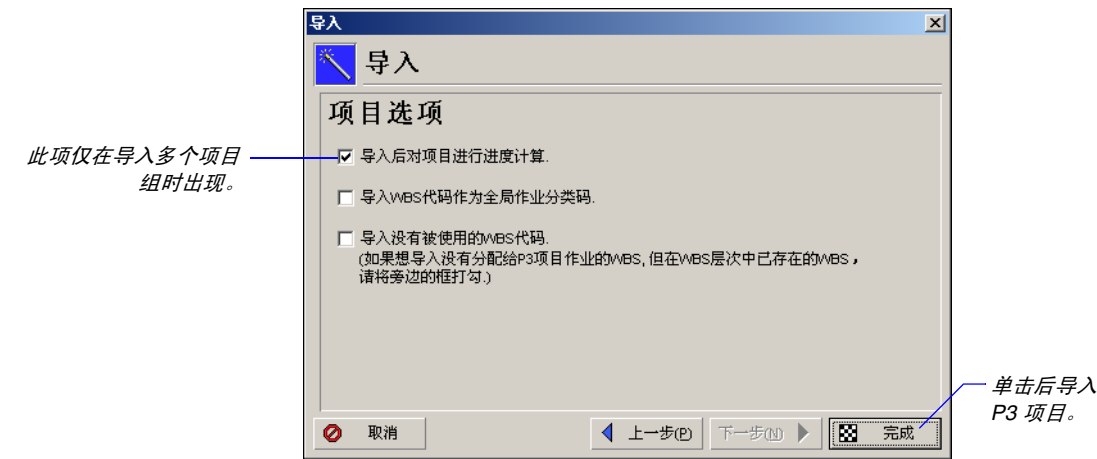 导入
导入
项目选项
此项仅在导入多个项目
组时出现。
导入后对项目进行进度计算.
导入WBS代码作为全局作业分类码.
导入没有被使用的WBS代码.
(如果想导入没有分配给P3项目作业的WBS, 但在WBS层次中已存在的WBS，
请将旁边的框打勾.)
单击后导入
P3 项目。
取消
上一步(P)
下一步(N)
完成